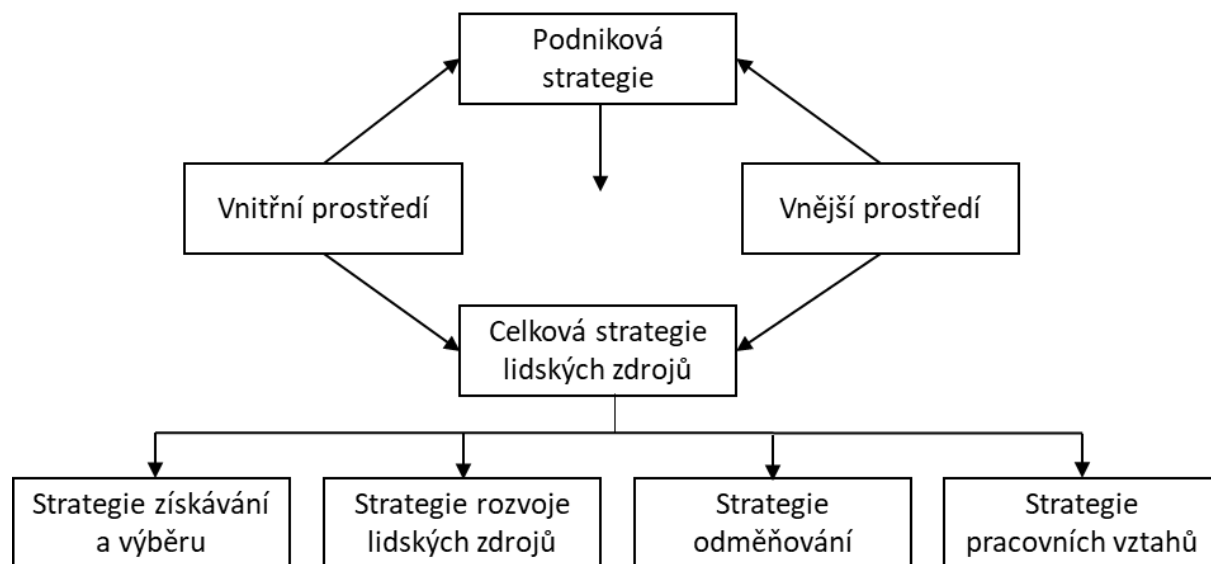 Podniková
strategie
Vnitřní prostředí
Vnější prostředí
Celková strategie
lidských zdrojů
Strategie získávání
a výběru
Strategie rozvoje
lidských zdrojů
Strategie
odměňování
Strategie
pracovních vztahů